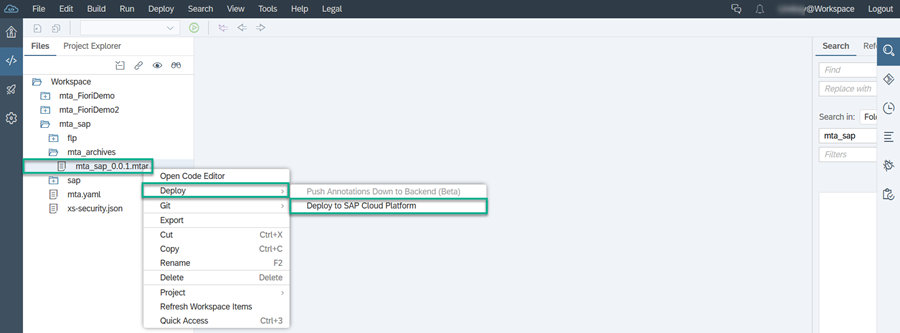 File Edit Build Run Deploy Search View Tools Help Legal @Workspace Logout
Files Project Explorer
Search Ref
Workspace
mta_FioriDemo
mta_FioriDemo2
mta_sap
flp
mta_archives
mta_sap_0.0.1.mtar
sap
mta.yaml
xs-security.json
Open Code Editor
Deploy
Git
Export
Cut Ctrl+X
Copy Ctrl+C
Rename F2
Delete Delete
Project
Refresh Workspace Items
Quick Access Ctrl+3
Push Annotations Down to Backend (Beta)
Deploy to SAP Cloud Platform
Find
Replace with
Search in: Fol
mta_sap
Filters